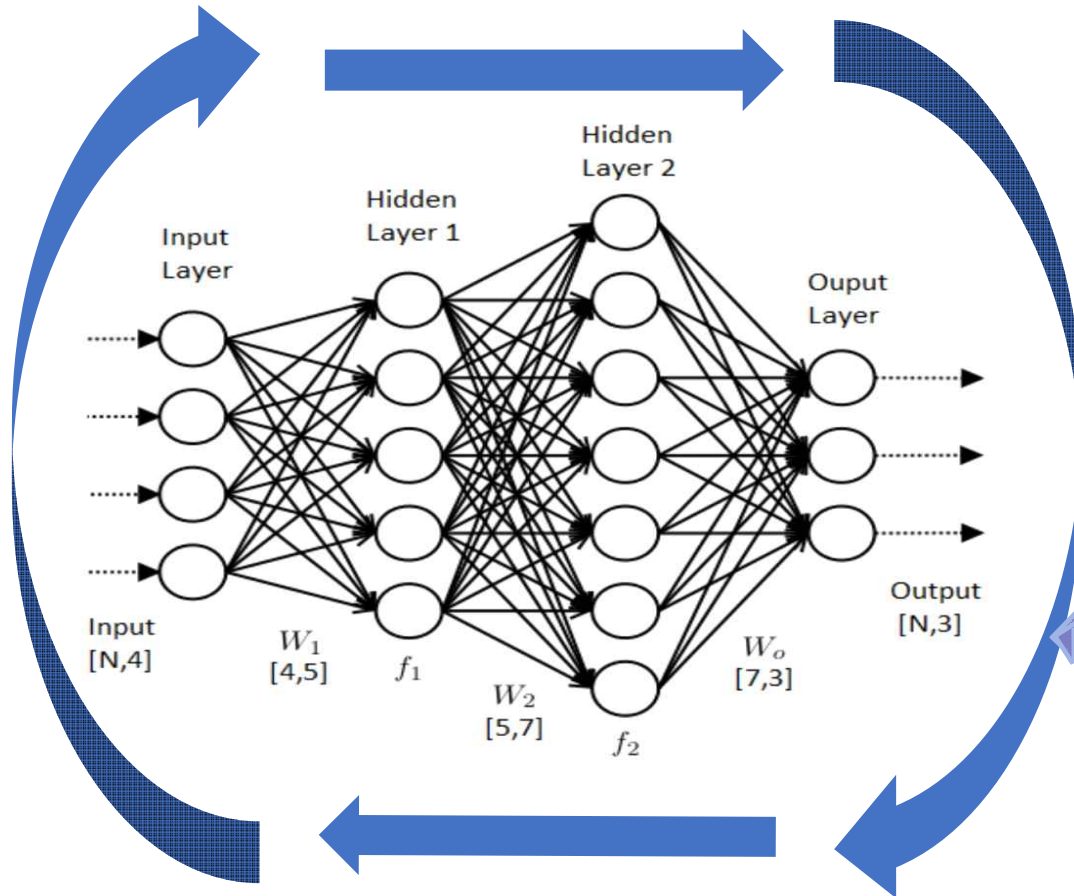 Hidden
Layer 2
Hidden
Layer 1
Input
Layer
Ouput
Layer
Input
[N,4]
W₁
[4,5]
f₁
W₂
[5,7]
f₂
Wₒ
[7,3]
Output
[N,3]